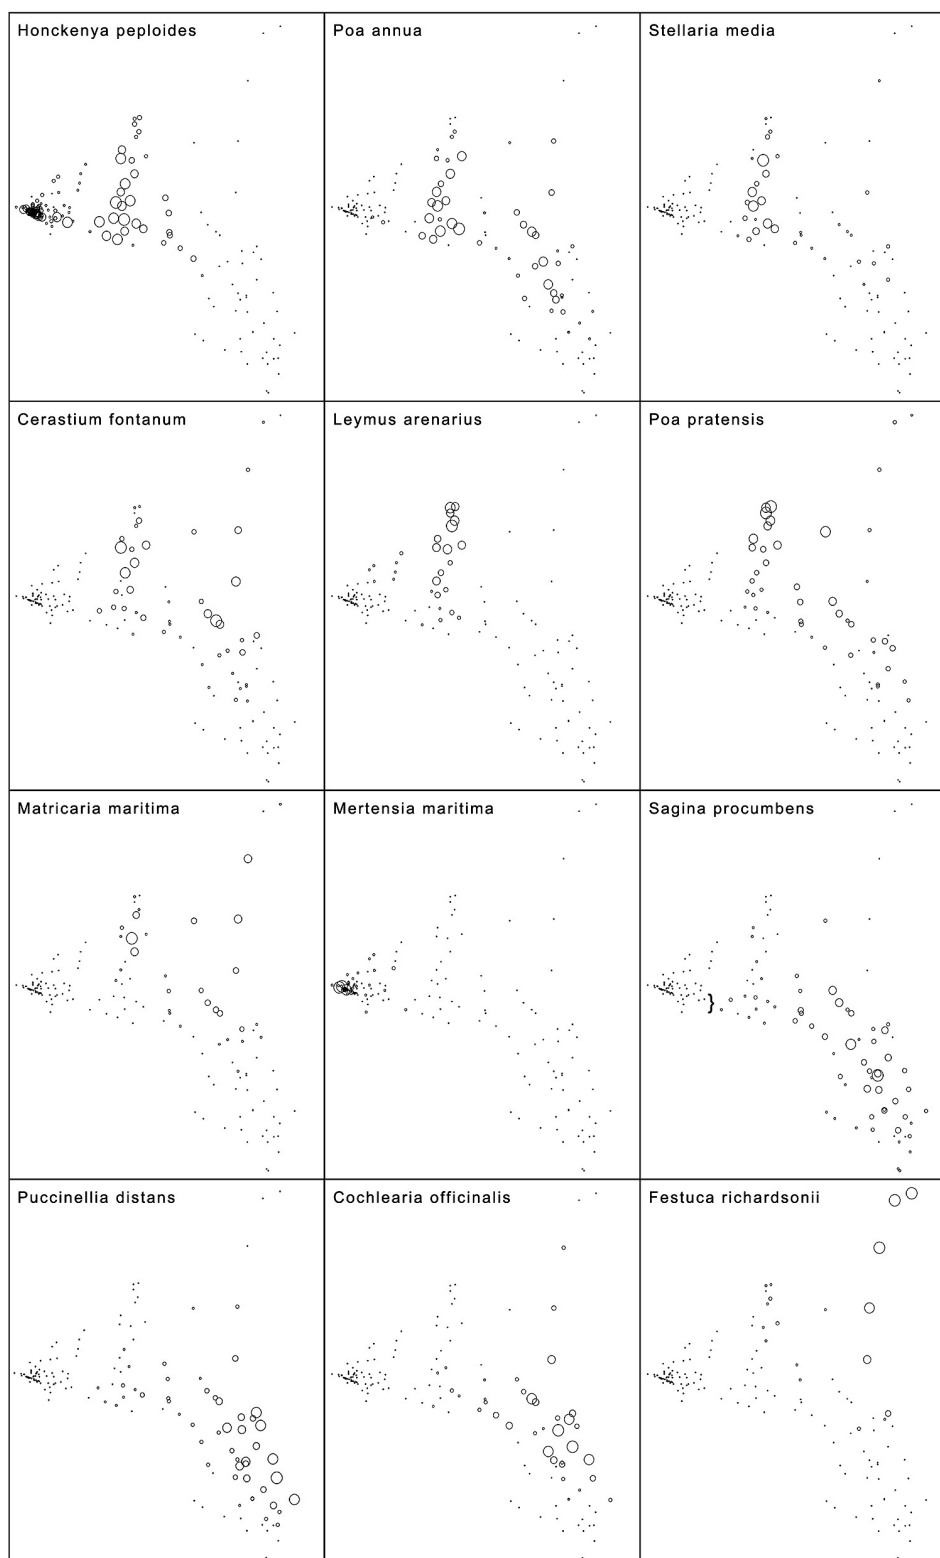 Honckenya peploides
Poa annua
Stellaria media
Cerastium fontanum
Leymus arenarius
Poa pratensis
Matricaria maritima
Mertensia maritima
Sagina procumbens
}
Puccinellia distans
Cochlearia officinalis
Festuca richardsonii